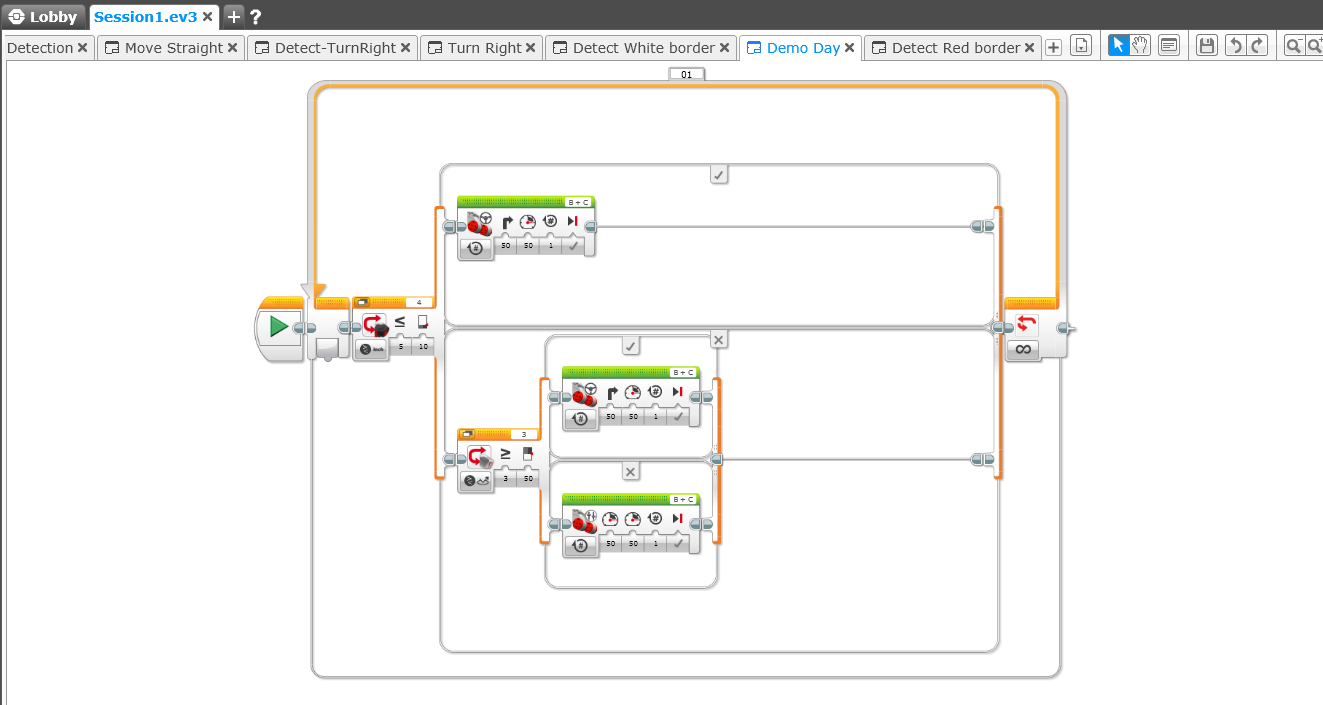 Lobby
Session1.ev3
Detection
Move Straight
Detect-TurnRight
Turn Right
Detect White border
Demo Day
Detect Red border
01
B + C
#
# 50 50 1
4
inch 5 10
∞
B + C
#
# 50 50 1
3
3 50
B + C
#
# 50 50 1